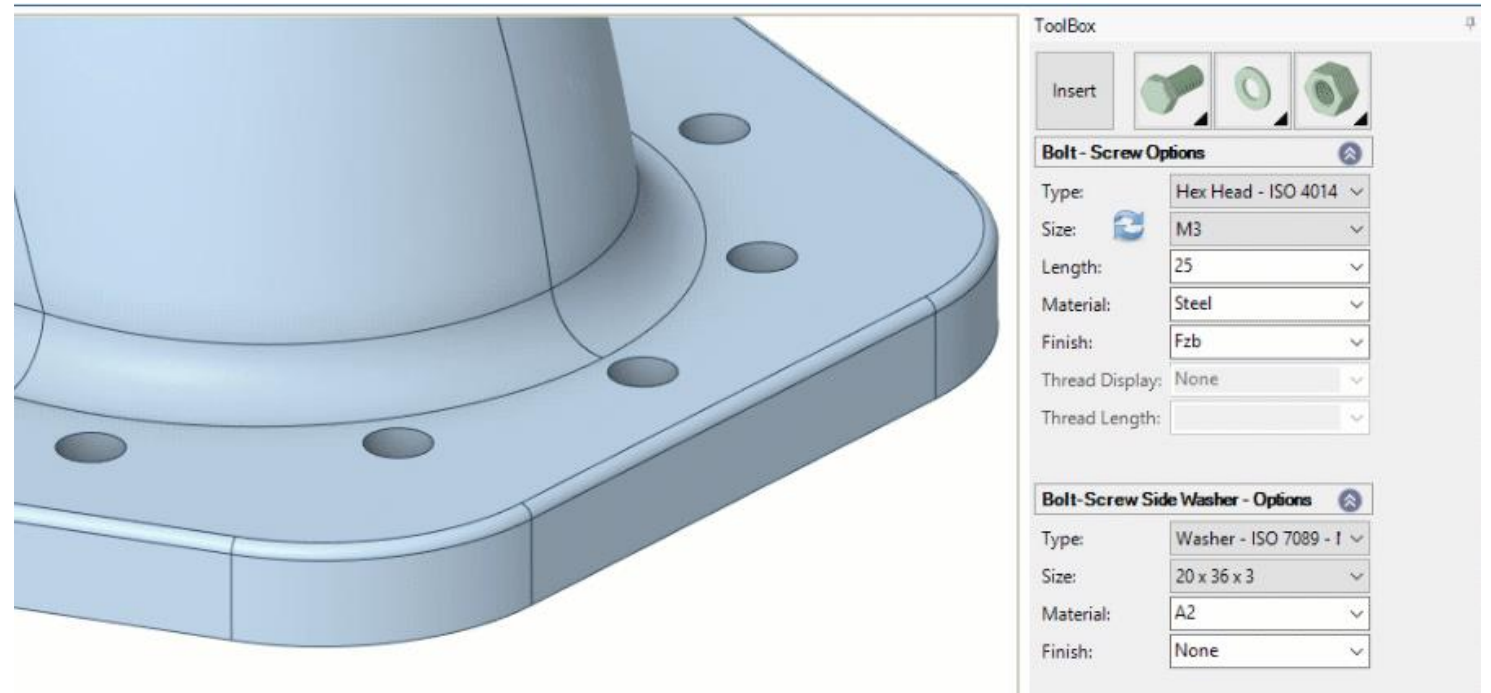 ToolBox
Insert
Bolt - Screw Options
Type: Hex Head - ISO 4014
Size: M3
Length: 25
Material: Steel
Finish: Fzb
Thread Display: None
Thread Length:
Bolt-Screw Side Washer - Options
Type: Washer - ISO 7089 -
Size: 20 x 36 x 3
Material: A2
Finish: None